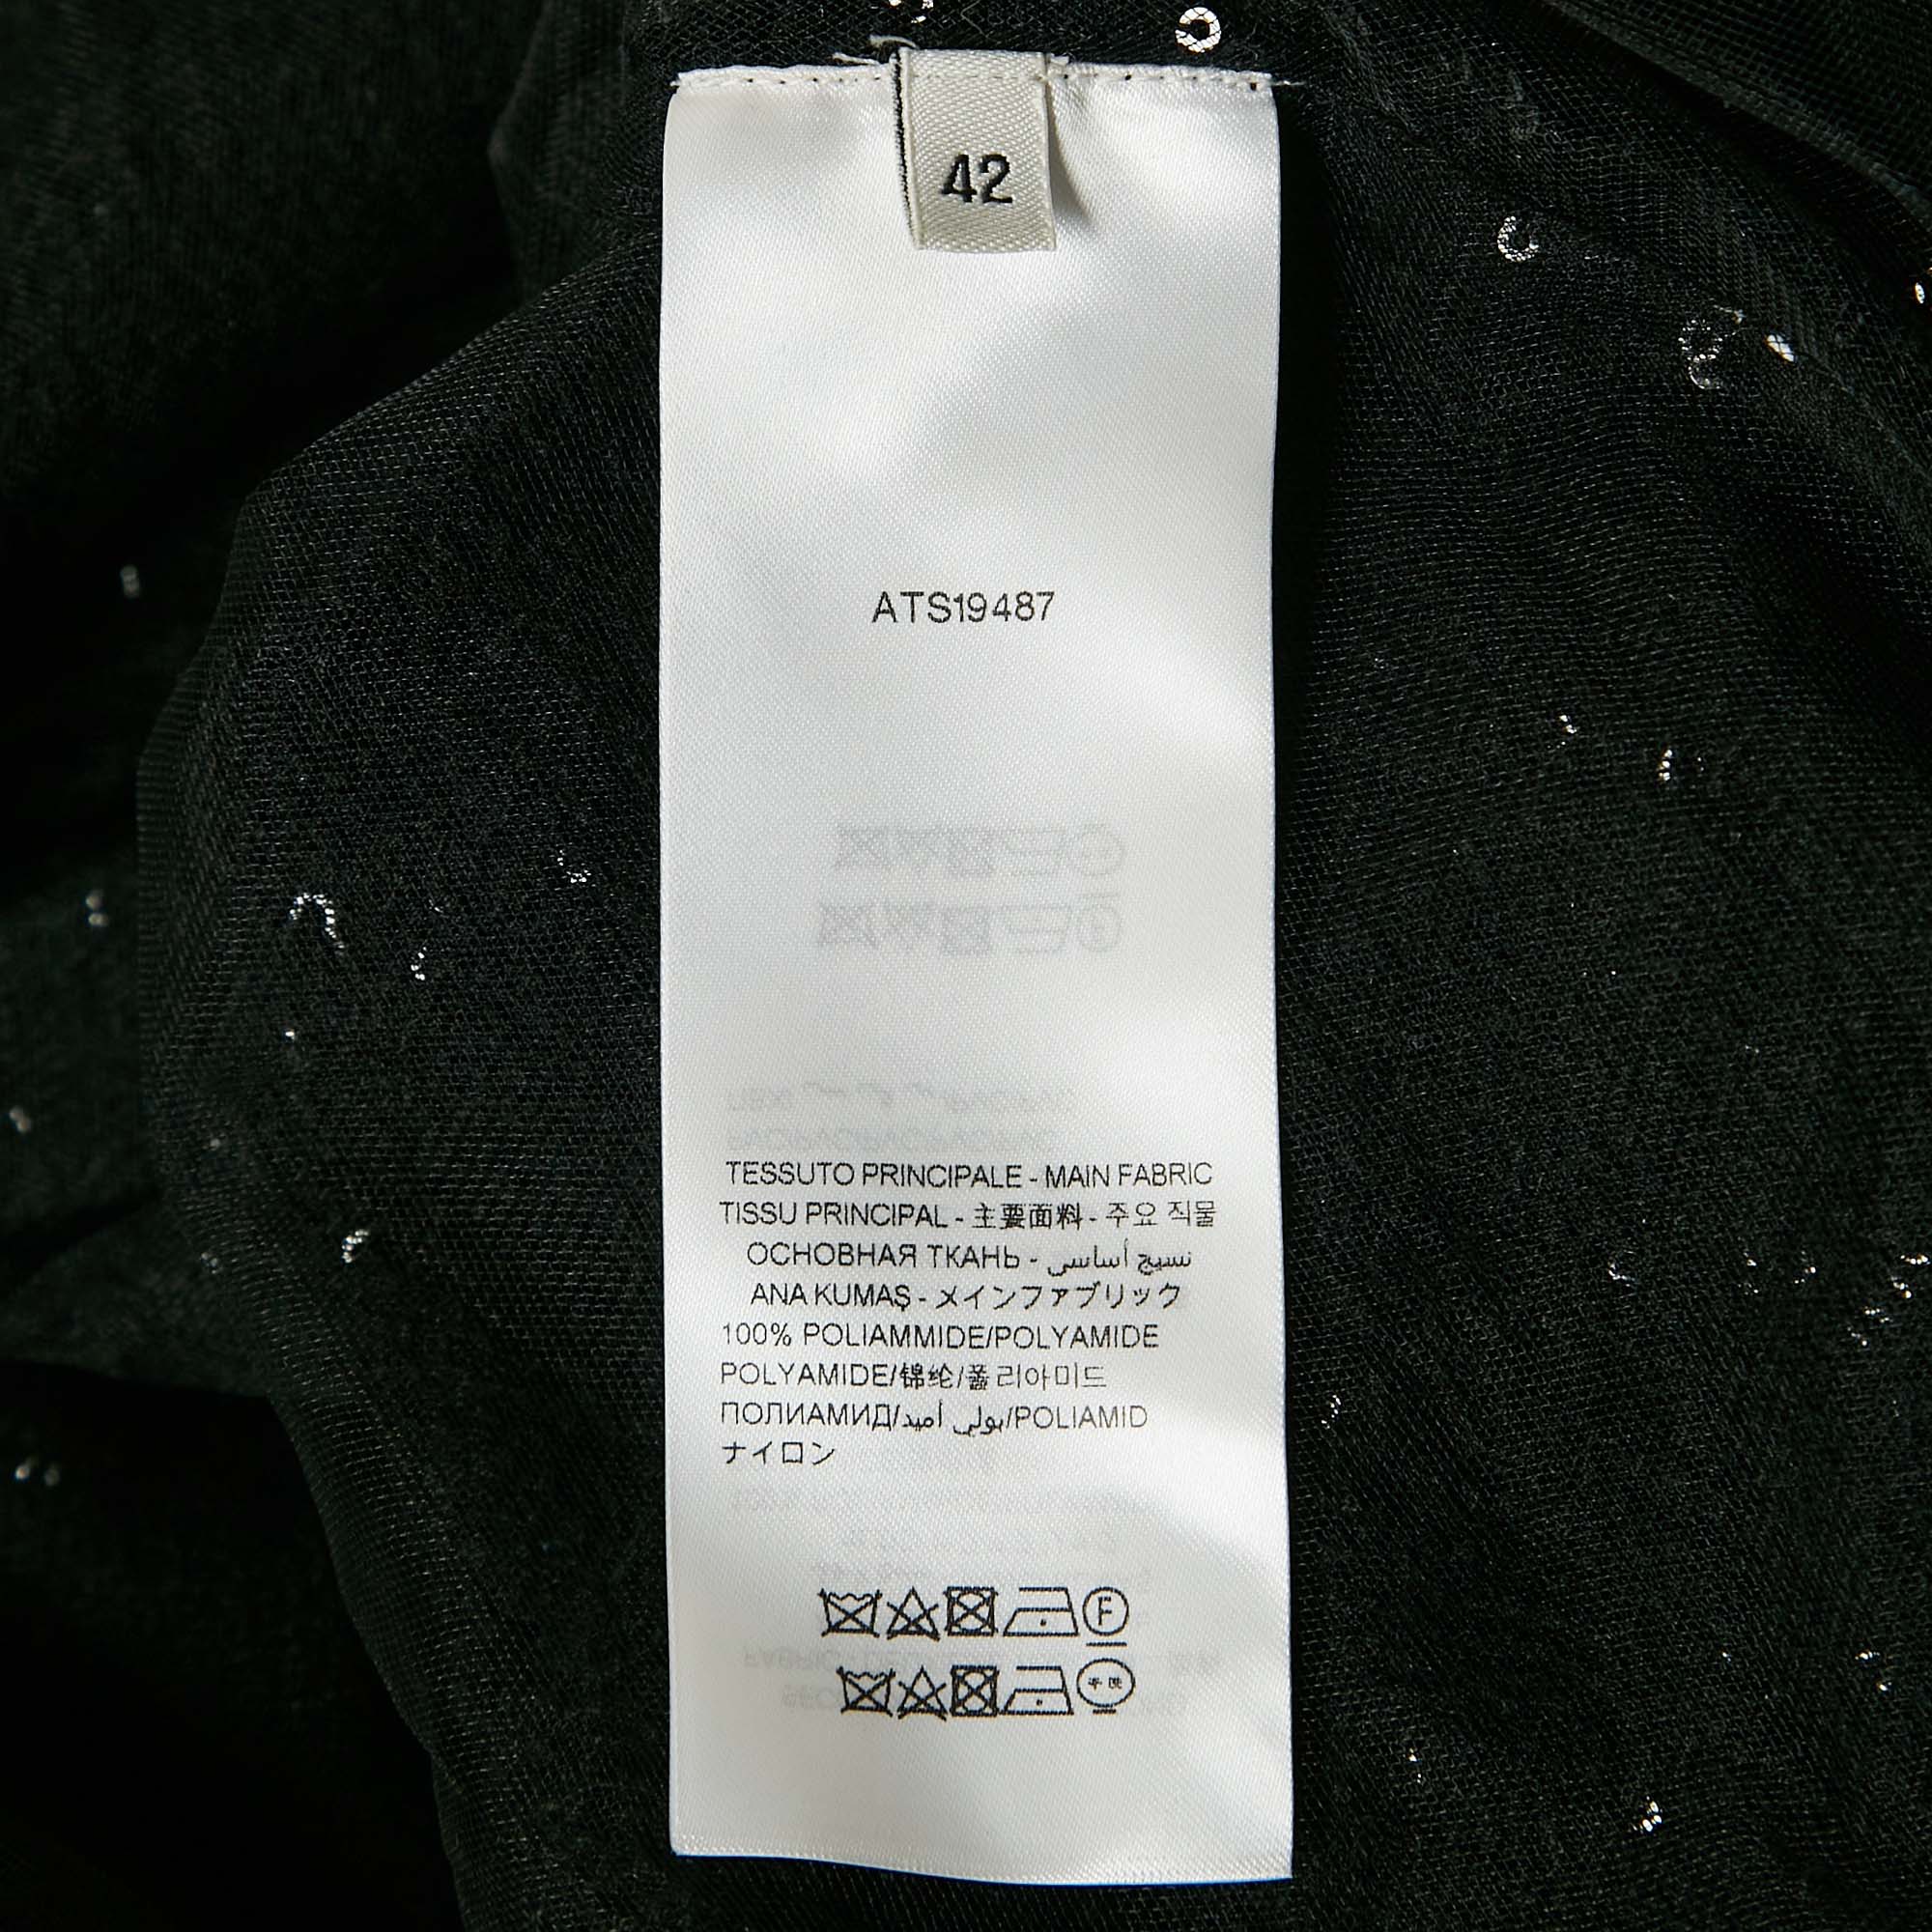 42
ATS19487
TESSUTO PRINCIPALE - MAIN FABRIC
TISSU PRINCIPAL - 主要面料 - 주요 직물
ОСНОВНАЯ ТКАНЬ - نسيج أساسي
ANA KUMAŞ - メインファブリック
100% POLIAMMIDE/POLYAMIDE
POLYAMIDE/锦纶/폴리아미드
ПОЛИАМИД/بولي أميد/POLIAMID
ナイロン
F